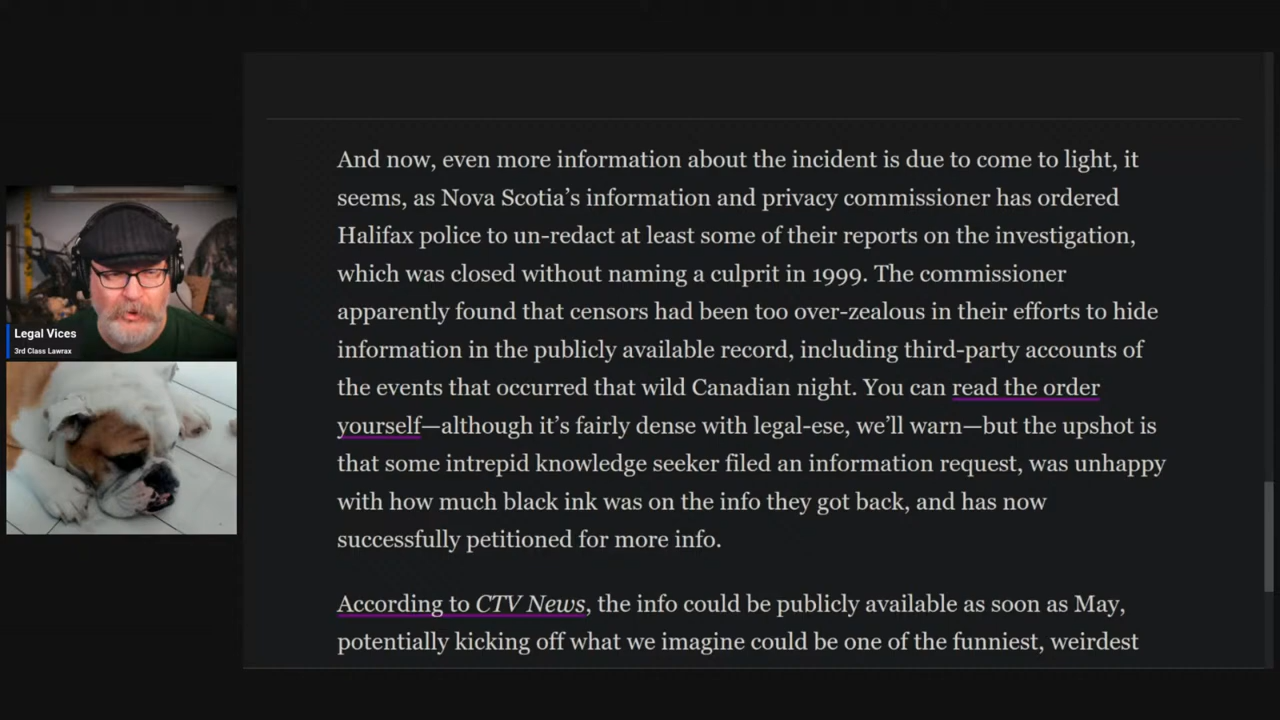 And now, even more information about the incident is due to come to light, it
seems, as Nova Scotia’s information and privacy commissioner has ordered
Halifax police to un-redact at least some of their reports on the investigation,
which was closed without naming a culprit in 1999. The commissioner
apparently found that censors had been too over-zealous in their efforts to hide
information in the publicly available record, including third-party accounts of
the events that occurred that wild Canadian night. You can read the order
yourself—although it’s fairly dense with legal-ese, we’ll warn—but the upshot is
that some intrepid knowledge seeker filed an information request, was unhappy
with how much black ink was on the info they got back, and has now
successfully petitioned for more info.
According to CTV News, the info could be publicly available as soon as May,
potentially kicking off what we imagine could be one of the funniest, weirdest
Legal Vices
3rd Class Lawrax